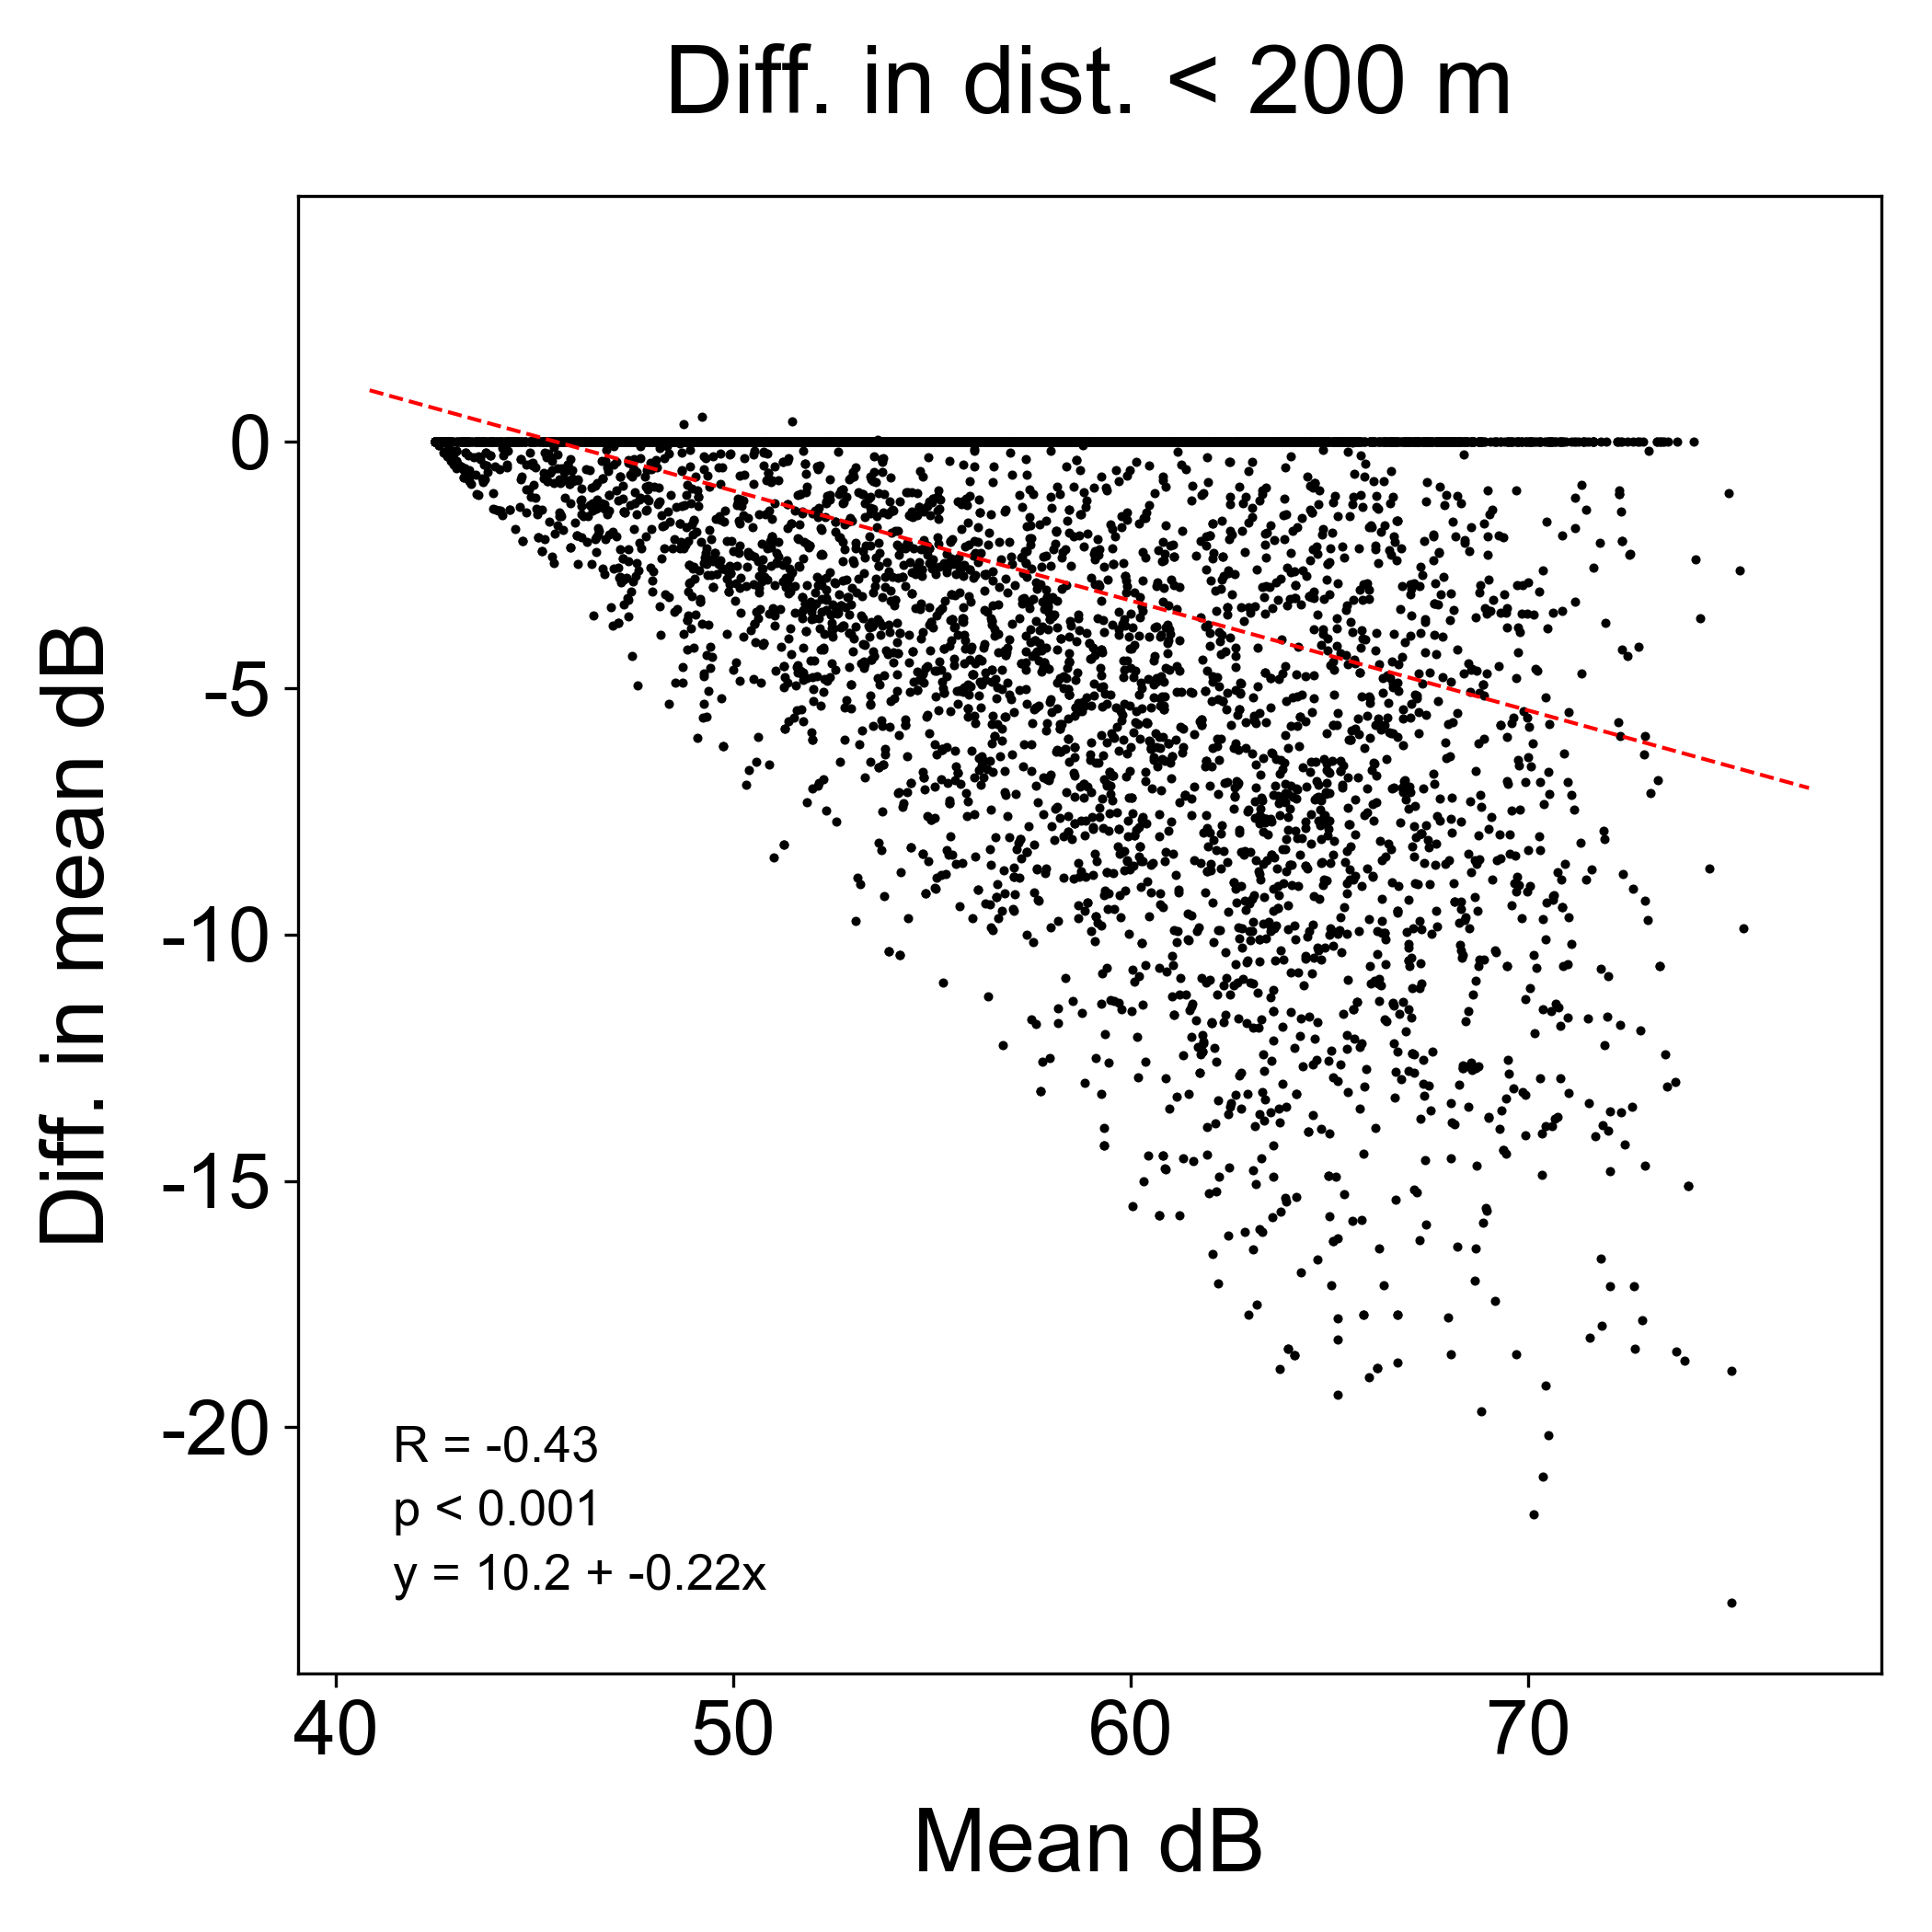 Diff. in dist. < 200 m
Diff. in mean dB
0
-5
-10
-15
-20
R = -0.43
p < 0.001
y = 10.2 + -0.22x
40 50 60 70
Mean dB